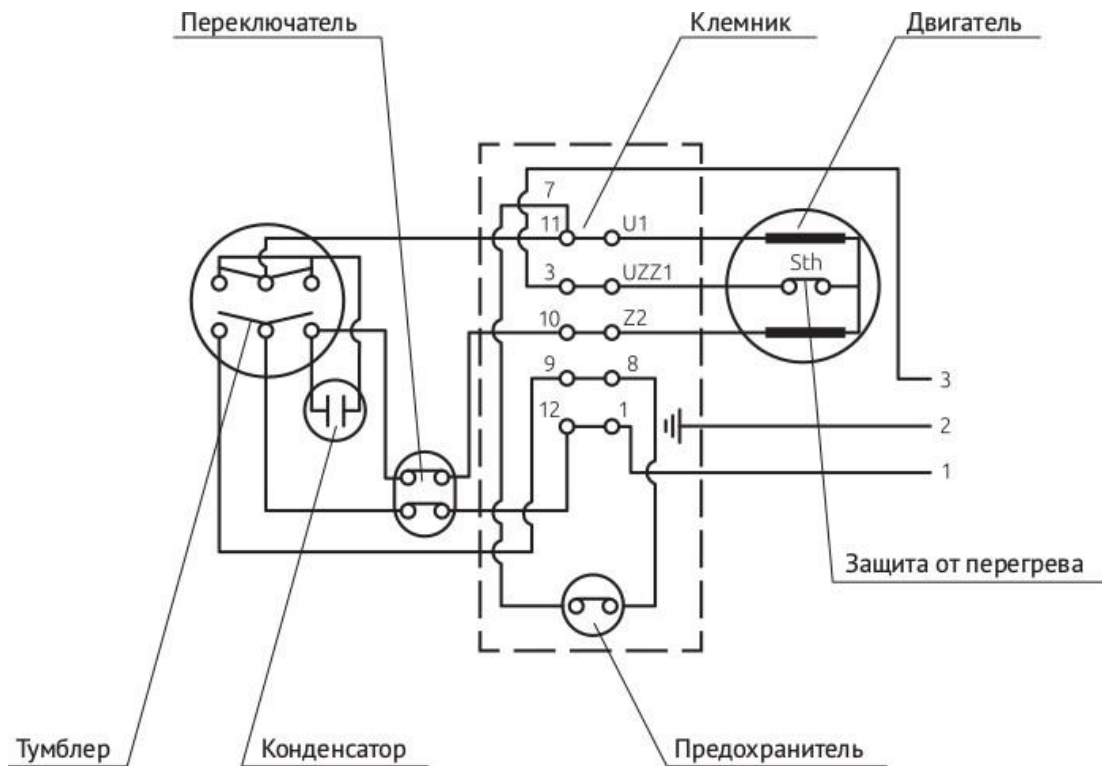 Переключатель
Клемник
Двигатель
7
11
U1
3
UZZ1
Sth
10
Z2
9
8
3
12
1
2
1
Защита от перегрева
Тумблер
Конденсатор
Предохранитель